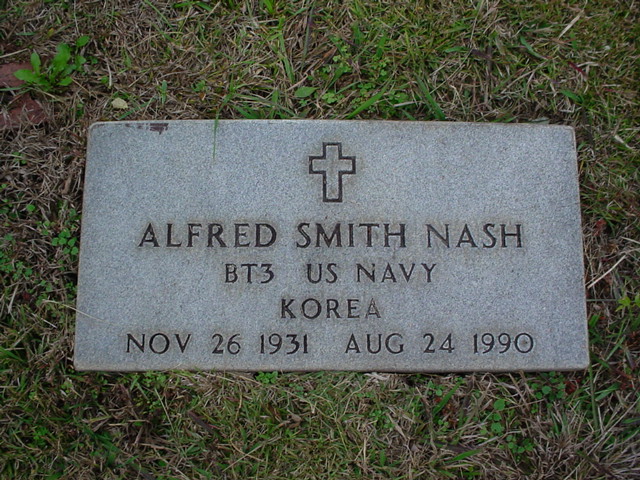 ALFRED SMITH NASH
BT3 US NAVY
KOREA
NOV 26 1931 AUG 24 1990